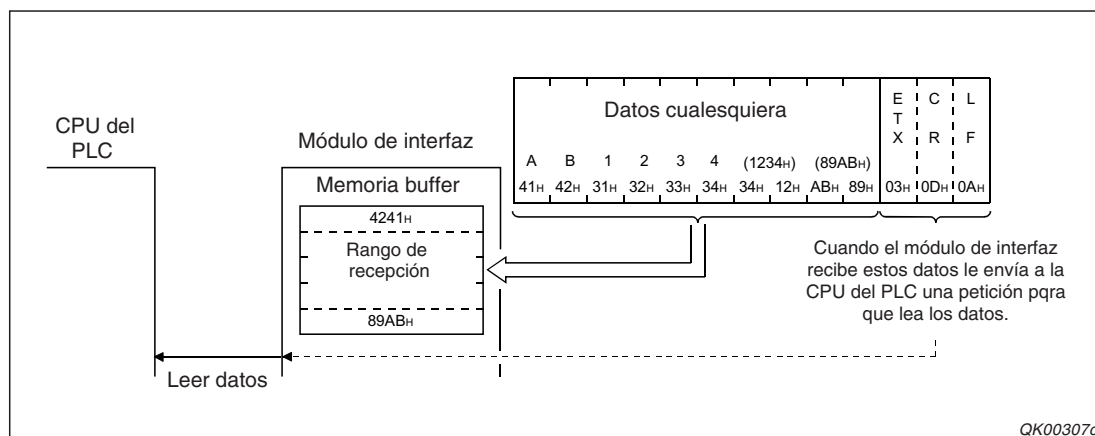 CPU del
PLC
Módulo de interfaz
Memoria buffer
4241H
Rango de
recepción
89ABH
Leer datos
Datos cualesquiera
A B 1 2 3 4 (1234H) (89ABH)
41H 42H 31H 32H 33H 34H 34H 12H ABH 89H
E C L
T
X R F
03H 0DH 0AH
Cuando el módulo de interfaz
recibe estos datos le envía a la
CPU del PLC una petición pqra
que lea los datos.
QK00307c